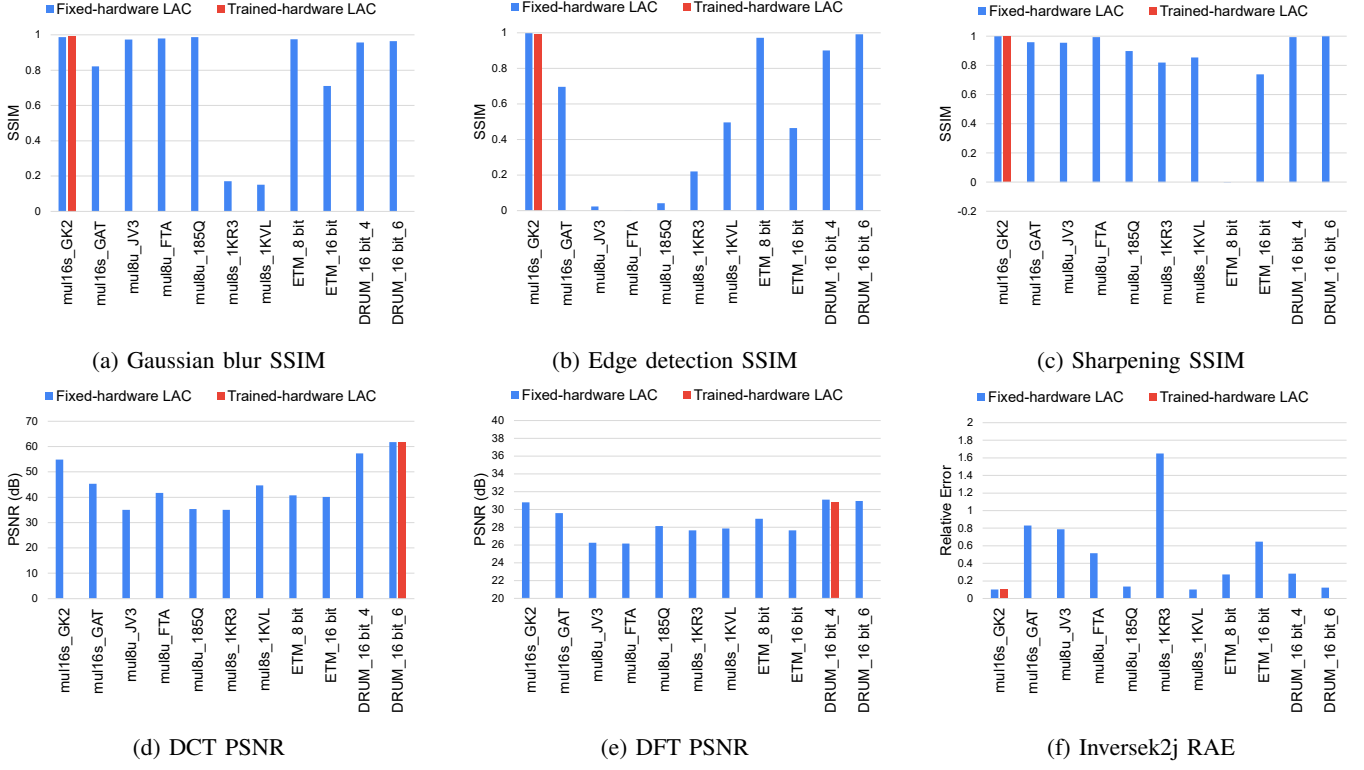 Fixed-hardware LAC Trained-hardware LAC
SSIM
1
0.8
0.6
0.4
0.2
0
mul16s_GK2
mul16s_GAT
mul8u_JV3
mul8u_FTA
mul8u_185Q
mul8s_1KR3
mul8s_1KVL
ETM_8 bit
ETM_16 bit
DRUM_16 bit_4
DRUM_16 bit_6
(a) Gaussian blur SSIM
Fixed-hardware LAC Trained-hardware LAC
SSIM
1
0.8
0.6
0.4
0.2
0
mul16s_GK2
mul16s_GAT
mul8u_JV3
mul8u_FTA
mul8u_185Q
mul8s_1KR3
mul8s_1KVL
ETM_8 bit
ETM_16 bit
DRUM_16 bit_4
DRUM_16 bit_6
(b) Edge detection SSIM
Fixed-hardware LAC Trained-hardware LAC
SSIM
1
0.8
0.6
0.4
0.2
0
-0.2
mul16s_GK2
mul16s_GAT
mul8u_JV3
mul8u_FTA
mul8u_185Q
mul8s_1KR3
mul8s_1KVL
ETM_8 bit
ETM_16 bit
DRUM_16 bit_4
DRUM_16 bit_6
(c) Sharpening SSIM
Fixed-hardware LAC Trained-hardware LAC
PSNR (dB)
70
60
50
40
30
20
10
0
mul16s_GK2
mul16s_GAT
mul8u_JV3
mul8u_FTA
mul8u_185Q
mul8s_1KR3
mul8s_1KVL
ETM_8 bit
ETM_16 bit
DRUM_16 bit_4
DRUM_16 bit_6
(d) DCT PSNR
Fixed-hardware LAC Trained-hardware LAC
PSNR (dB)
40
38
36
34
32
30
28
26
24
22
20
mul16s_GK2
mul16s_GAT
mul8u_JV3
mul8u_FTA
mul8u_185Q
mul8s_1KR3
mul8s_1KVL
ETM_8 bit
ETM_16 bit
DRUM_16 bit_4
DRUM_16 bit_6
(e) DFT PSNR
Fixed-hardware LAC Trained-hardware LAC
Relative Error
2
1.8
1.6
1.4
1.2
1
0.8
0.6
0.4
0.2
0
mul16s_GK2
mul16s_GAT
mul8u_JV3
mul8u_FTA
mul8u_185Q
mul8s_1KR3
mul8s_1KVL
ETM_8 bit
ETM_16 bit
DRUM_16 bit_4
DRUM_16 bit_6
(f) Inversek2j RAE